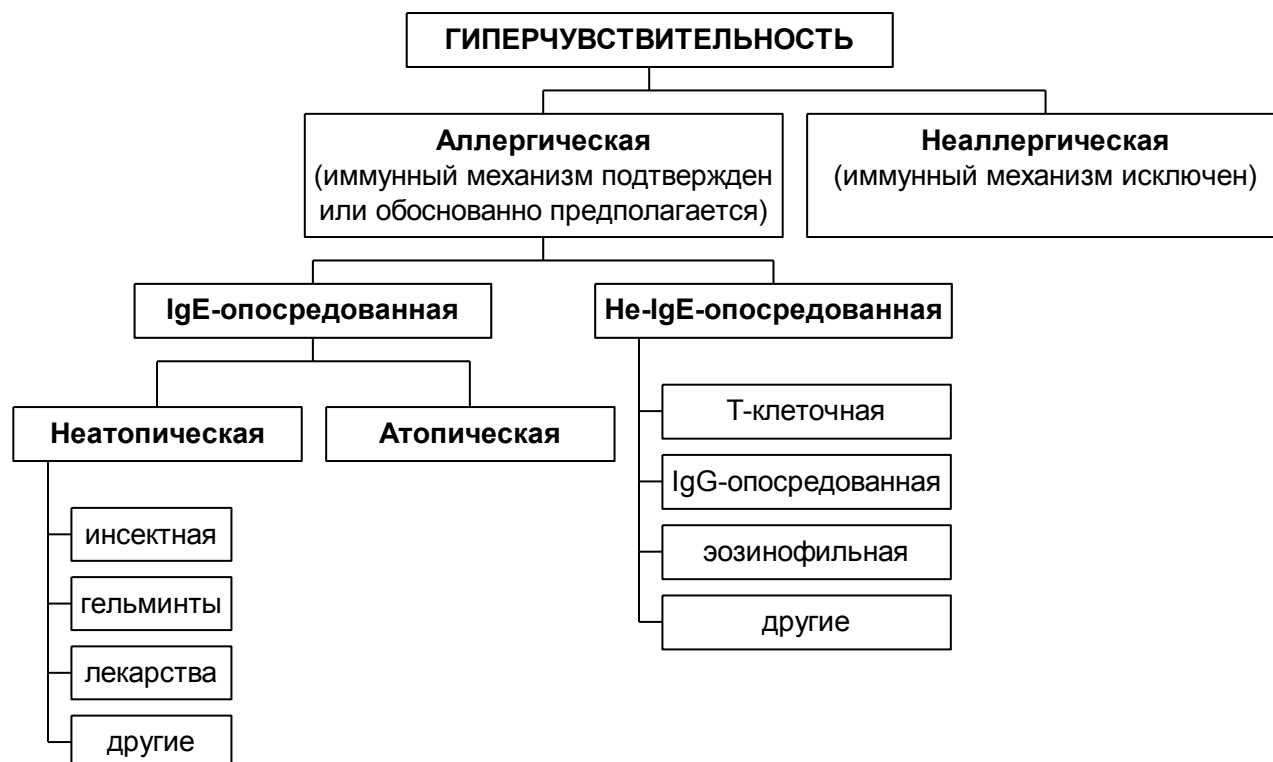 ГИПЕРЧУВСТВИТЕЛЬНОСТЬ
Аллергическая
(иммунный механизм подтвержден
или обоснованно предполагается)
Неаллергическая
(иммунный механизм исключен)
IgE-опосредованная
Не-IgE-опосредованная
Неатопическая
Атопическая
инсектная
гельминты
лекарства
другие
Т-клеточная
IgG-опосредованная
эозинофильная
другие